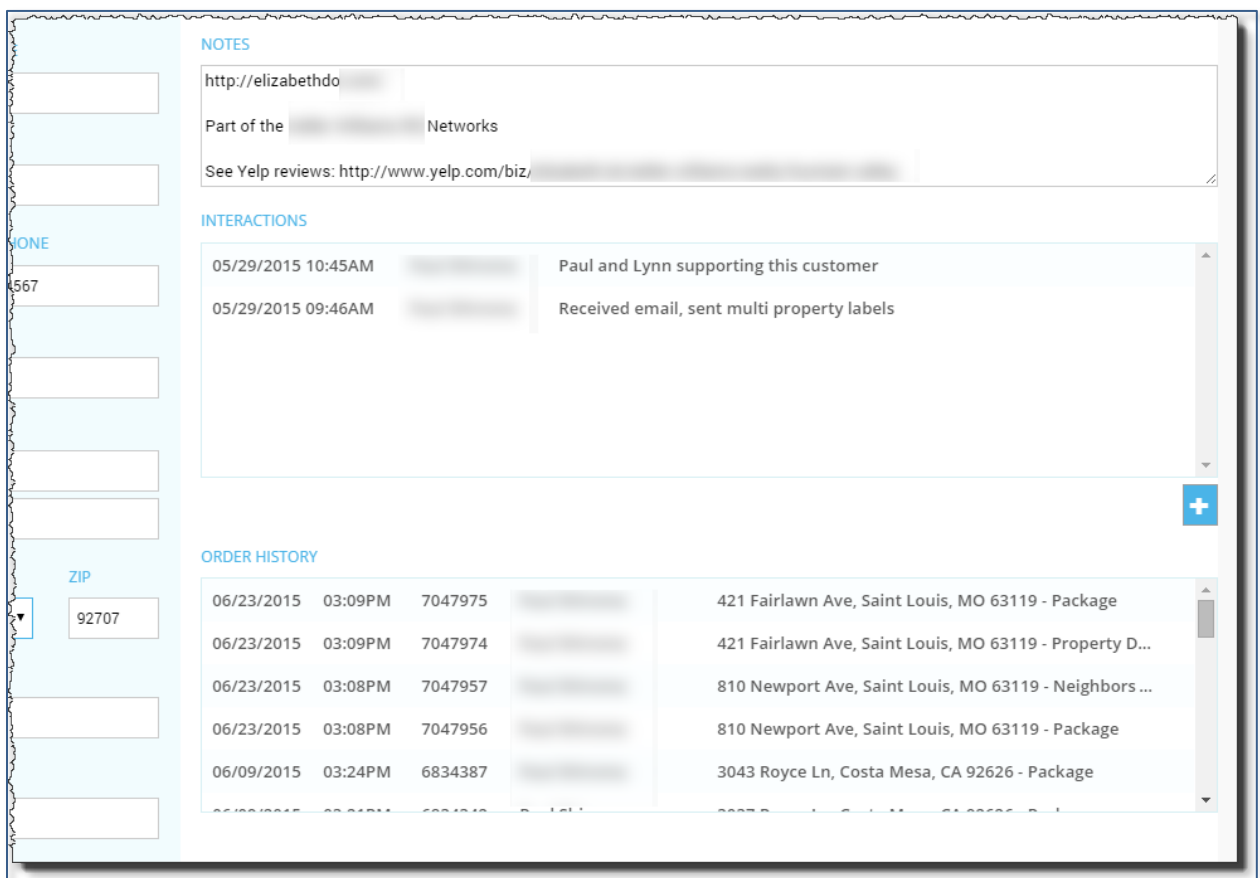 NOTES
http://elizabethdo
Part of the Networks
See Yelp reviews: http://www.yelp.com/biz/
INTERACTIONS
HONE
05/29/2015 10:45AM Paul and Lynn supporting this customer
4567
05/29/2015 09:46AM Received email, sent multi property labels
ORDER HISTORY
ZIP
06/23/2015 03:09PM 7047975 421 Fairlawn Ave, Saint Louis, MO 63119 - Package
92707
06/23/2015 03:09PM 7047974 421 Fairlawn Ave, Saint Louis, MO 63119 - Property D...
06/23/2015 03:08PM 7047957 810 Newport Ave, Saint Louis, MO 63119 - Neighbors ...
06/23/2015 03:08PM 7047956 810 Newport Ave, Saint Louis, MO 63119 - Package
06/09/2015 03:24PM 6834387 3043 Royce Ln, Costa Mesa, CA 92626 - Package